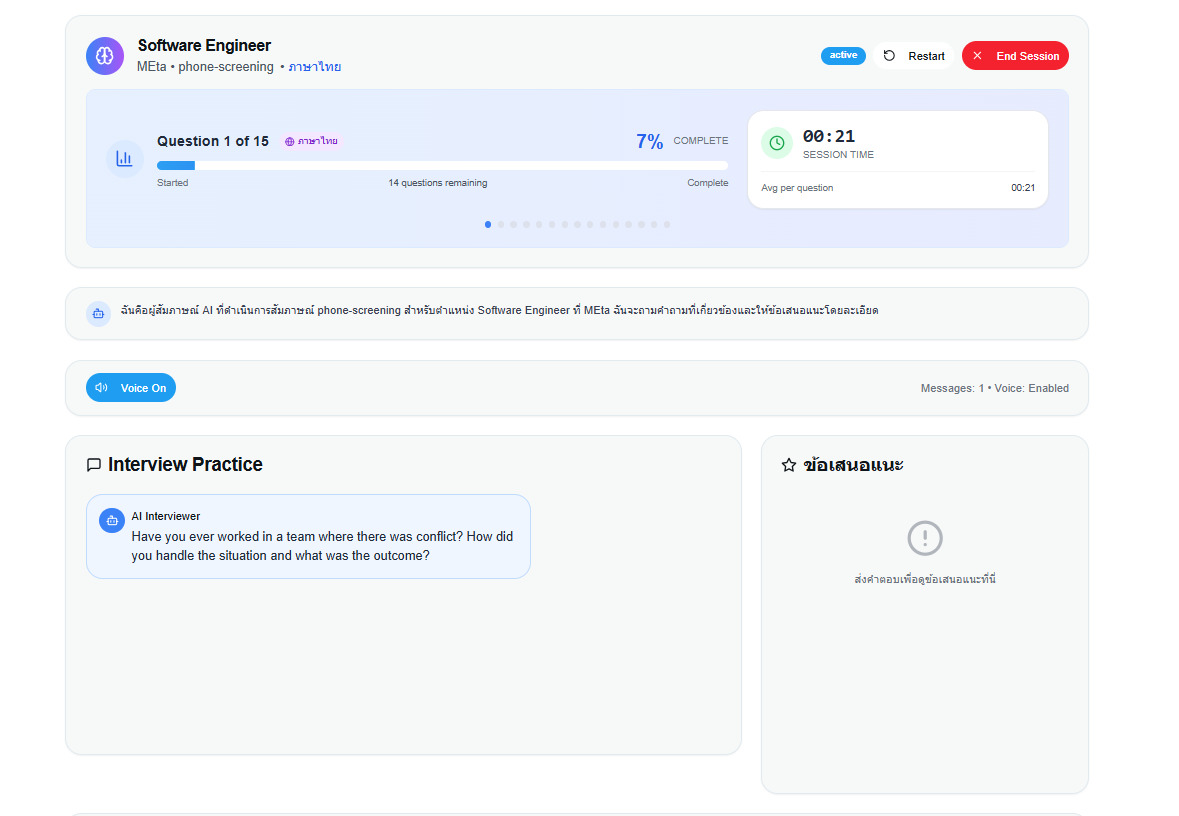 Software Engineer
MEta • phone-screening • ภาษาไทย
active
Restart
End Session
Question 1 of 15
ภาษาไทย
7% COMPLETE
Started
14 questions remaining
Complete
00:21
SESSION TIME
Avg per question
00:21
ฉันคือผู้สัมภาษณ์ AI ที่ดำเนินการสัมภาษณ์ phone-screening สำหรับตำแหน่ง Software Engineer ที่ MEta ฉันจะถามคำถามที่เกี่ยวข้องและให้ข้อเสนอแนะโดยละเอียด
Voice On
Messages: 1 • Voice: Enabled
Interview Practice
AI Interviewer
Have you ever worked in a team where there was conflict? How did
you handle the situation and what was the outcome?
ข้อเสนอแนะ
ส่งคำตอบเพื่อดูข้อเสนอแนะที่นี่